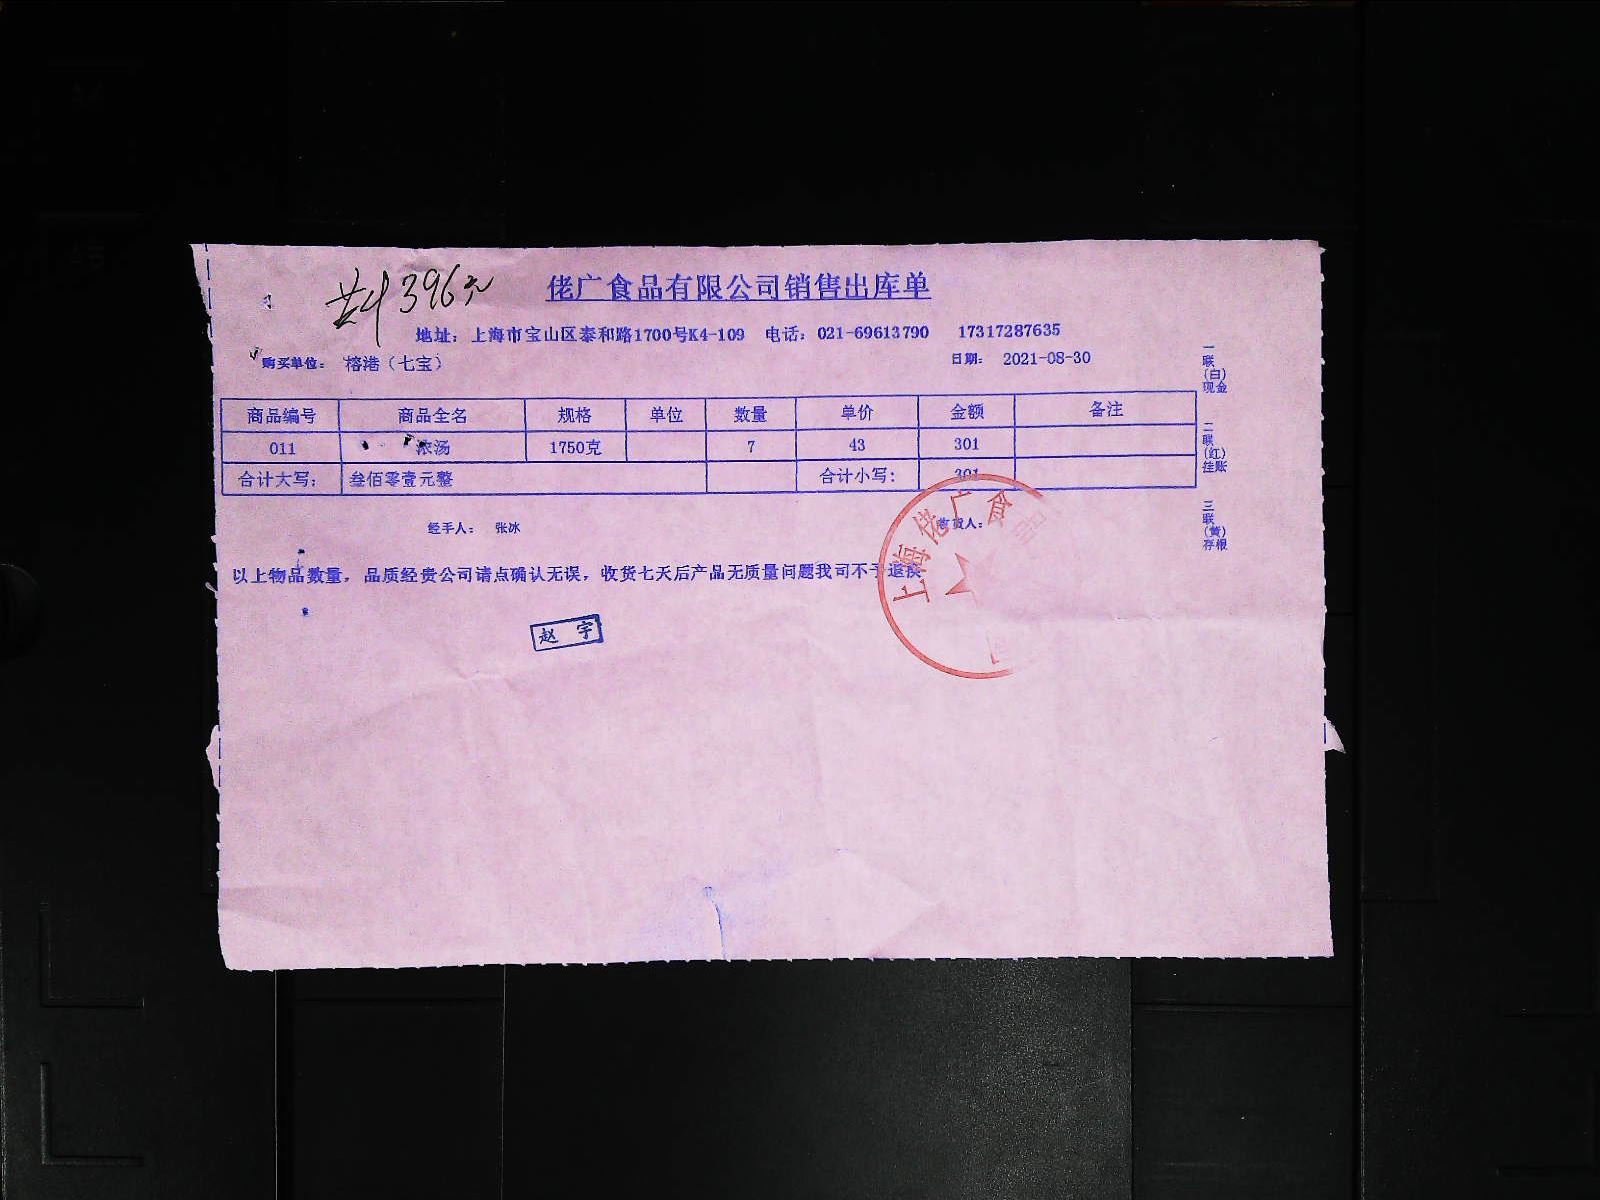 共396元
佬广食品有限公司销售出库单
地址：上海市宝山区泰和路1700号K4-109 电话：021-69613790 17317287635
购买单位：榕港（七宝） 日期：2021-08-30
商品编号 商品全名 规格 单位 数量 单价 金额 备注
011 浓汤 1750克 7 43 301
合计大写：叁佰零壹元整 合计小写：301
经手人：张冰 收货人：
以上物品数量，品质经贵公司请点确认无误，收货七天后产品无质量问题我司不予退换
赵宇
上海佬广食品
一联(白)现金
二联(红)挂账
三联(黄)存根